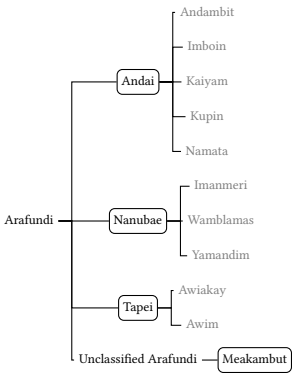 Andambit
Imboin
Andai
Kaiyam
Kupin
Namata
Imanmeri
Arafundi
Nanubae
Wamblamas
Yamandim
Awiakay
Tapei
Awim
Unclassified Arafundi
Meakambut